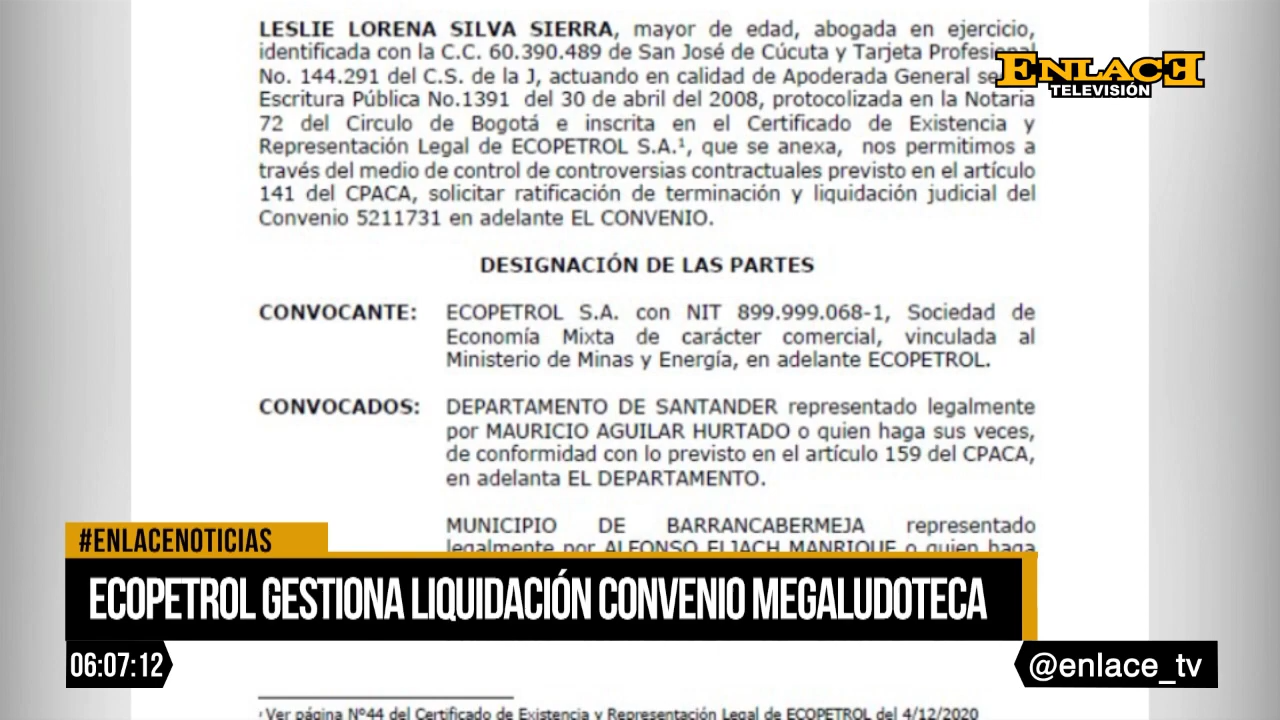 LESLIE LORENA SILVA SIERRA, mayor de edad, abogada en ejercicio,
identificada con la C.C. 60.390.489 de San José de Cúcuta y Tarjeta Profesional
No. 144.291 del C.S. de la J, actuando en calidad de Apoderada General
Escritura Pública No.1391 del 30 de abril del 2008, protocolizada en la Notaria
72 del Circulo de Bogotá e inscrita en el Certificado de Existencia y
Representación Legal de ECOPETROL S.A.¹, que se anexa, nos permitimos a
través del medio de control de controversias contractuales previsto en el artículo
141 del CPACA, solicitar ratificación de terminación y liquidación judicial del
Convenio 5211731 en adelante EL CONVENIO.
ENLACE
TELEVISIÓN
DESIGNACIÓN DE LAS PARTES
CONVOCANTE: ECOPETROL S.A. con NIT 899.999.068-1, Sociedad de
Economía Mixta de carácter comercial, vinculada al
Ministerio de Minas y Energía, en adelante ECOPETROL.
CONVOCADOS: DEPARTAMENTO DE SANTANDER representado legalmente
por MAURICIO AGUILAR HURTADO o quien haga sus veces,
de conformidad con lo previsto en el artículo 159 del CPACA,
en adelanta EL DEPARTAMENTO.
MUNICIPIO DE BARRANCABERMEJA representado
legalmente por ALFONSO ELJACH MANRIQUE o quien haga
#ENLACENOTICIAS
ECOPETROL GESTIONA LIQUIDACIÓN CONVENIO MEGALUDOTECA
06:07:12
@enlace_tv
¹ Ver página Nº44 del Certificado de Existencia y Representación Legal de ECOPETROL del 4/12/2020